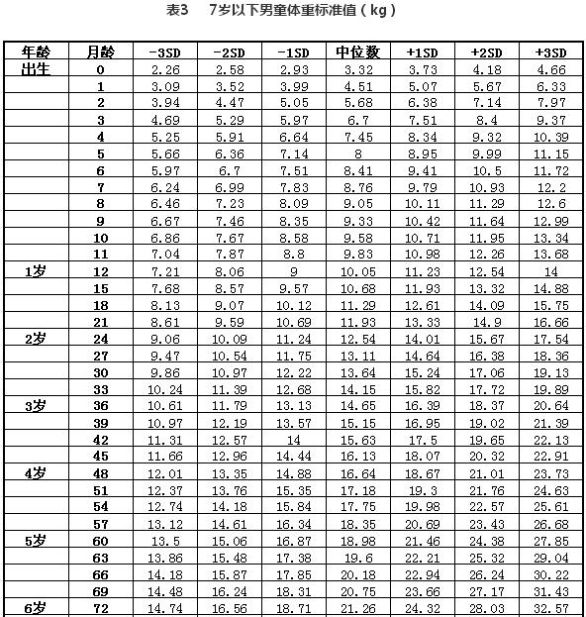 表3 7岁以下男童体重标准值（kg）
年龄 月龄 -3SD -2SD -1SD 中位数 +1SD +2SD +3SD
出生 0 2.26 2.58 2.93 3.32 3.73 4.18 4.66
1 3.09 3.52 3.99 4.51 5.07 5.67 6.33
2 3.94 4.47 5.05 5.68 6.38 7.14 7.97
3 4.69 5.29 5.97 6.7 7.51 8.4 9.37
4 5.25 5.91 6.64 7.45 8.34 9.32 10.39
5 5.66 6.36 7.14 8 8.95 9.99 11.15
6 5.97 6.7 7.51 8.41 9.41 10.5 11.72
7 6.24 6.99 7.83 8.76 9.79 10.93 12.2
8 6.46 7.23 8.09 9.05 10.11 11.29 12.6
9 6.67 7.46 8.35 9.33 10.42 11.64 12.99
10 6.86 7.67 8.58 9.58 10.71 11.95 13.34
11 7.04 7.87 8.8 9.83 10.98 12.26 13.68
1岁 12 7.21 8.06 9 10.05 11.23 12.54 14
15 7.68 8.57 9.57 10.68 11.93 13.32 14.88
18 8.13 9.07 10.12 11.29 12.61 14.09 15.75
21 8.61 9.59 10.69 11.93 13.33 14.9 16.66
2岁 24 9.06 10.09 11.24 12.54 14.01 15.67 17.54
27 9.47 10.54 11.75 13.11 14.64 16.38 18.36
30 9.86 10.97 12.22 13.64 15.24 17.06 19.13
33 10.24 11.39 12.68 14.15 15.82 17.72 19.89
3岁 36 10.61 11.79 13.13 14.65 16.39 18.37 20.64
39 10.97 12.19 13.57 15.15 16.95 19.02 21.39
42 11.31 12.57 14 15.63 17.5 19.65 22.13
45 11.66 12.96 14.44 16.13 18.07 20.32 22.91
4岁 48 12.01 13.35 14.88 16.64 18.67 21.01 23.73
51 12.37 13.76 15.35 17.18 19.3 21.76 24.63
54 12.74 14.18 15.84 17.75 19.98 22.57 25.61
57 13.12 14.61 16.34 18.35 20.69 23.43 26.68
5岁 60 13.5 15.06 16.87 18.98 21.46 24.38 27.85
63 13.86 15.48 17.38 19.6 22.21 25.32 29.04
66 14.18 15.87 17.85 20.18 22.94 26.24 30.22
69 14.48 16.24 18.31 20.75 23.66 27.17 31.43
6岁 72 14.74 16.56 18.71 21.26 24.32 28.03 32.57